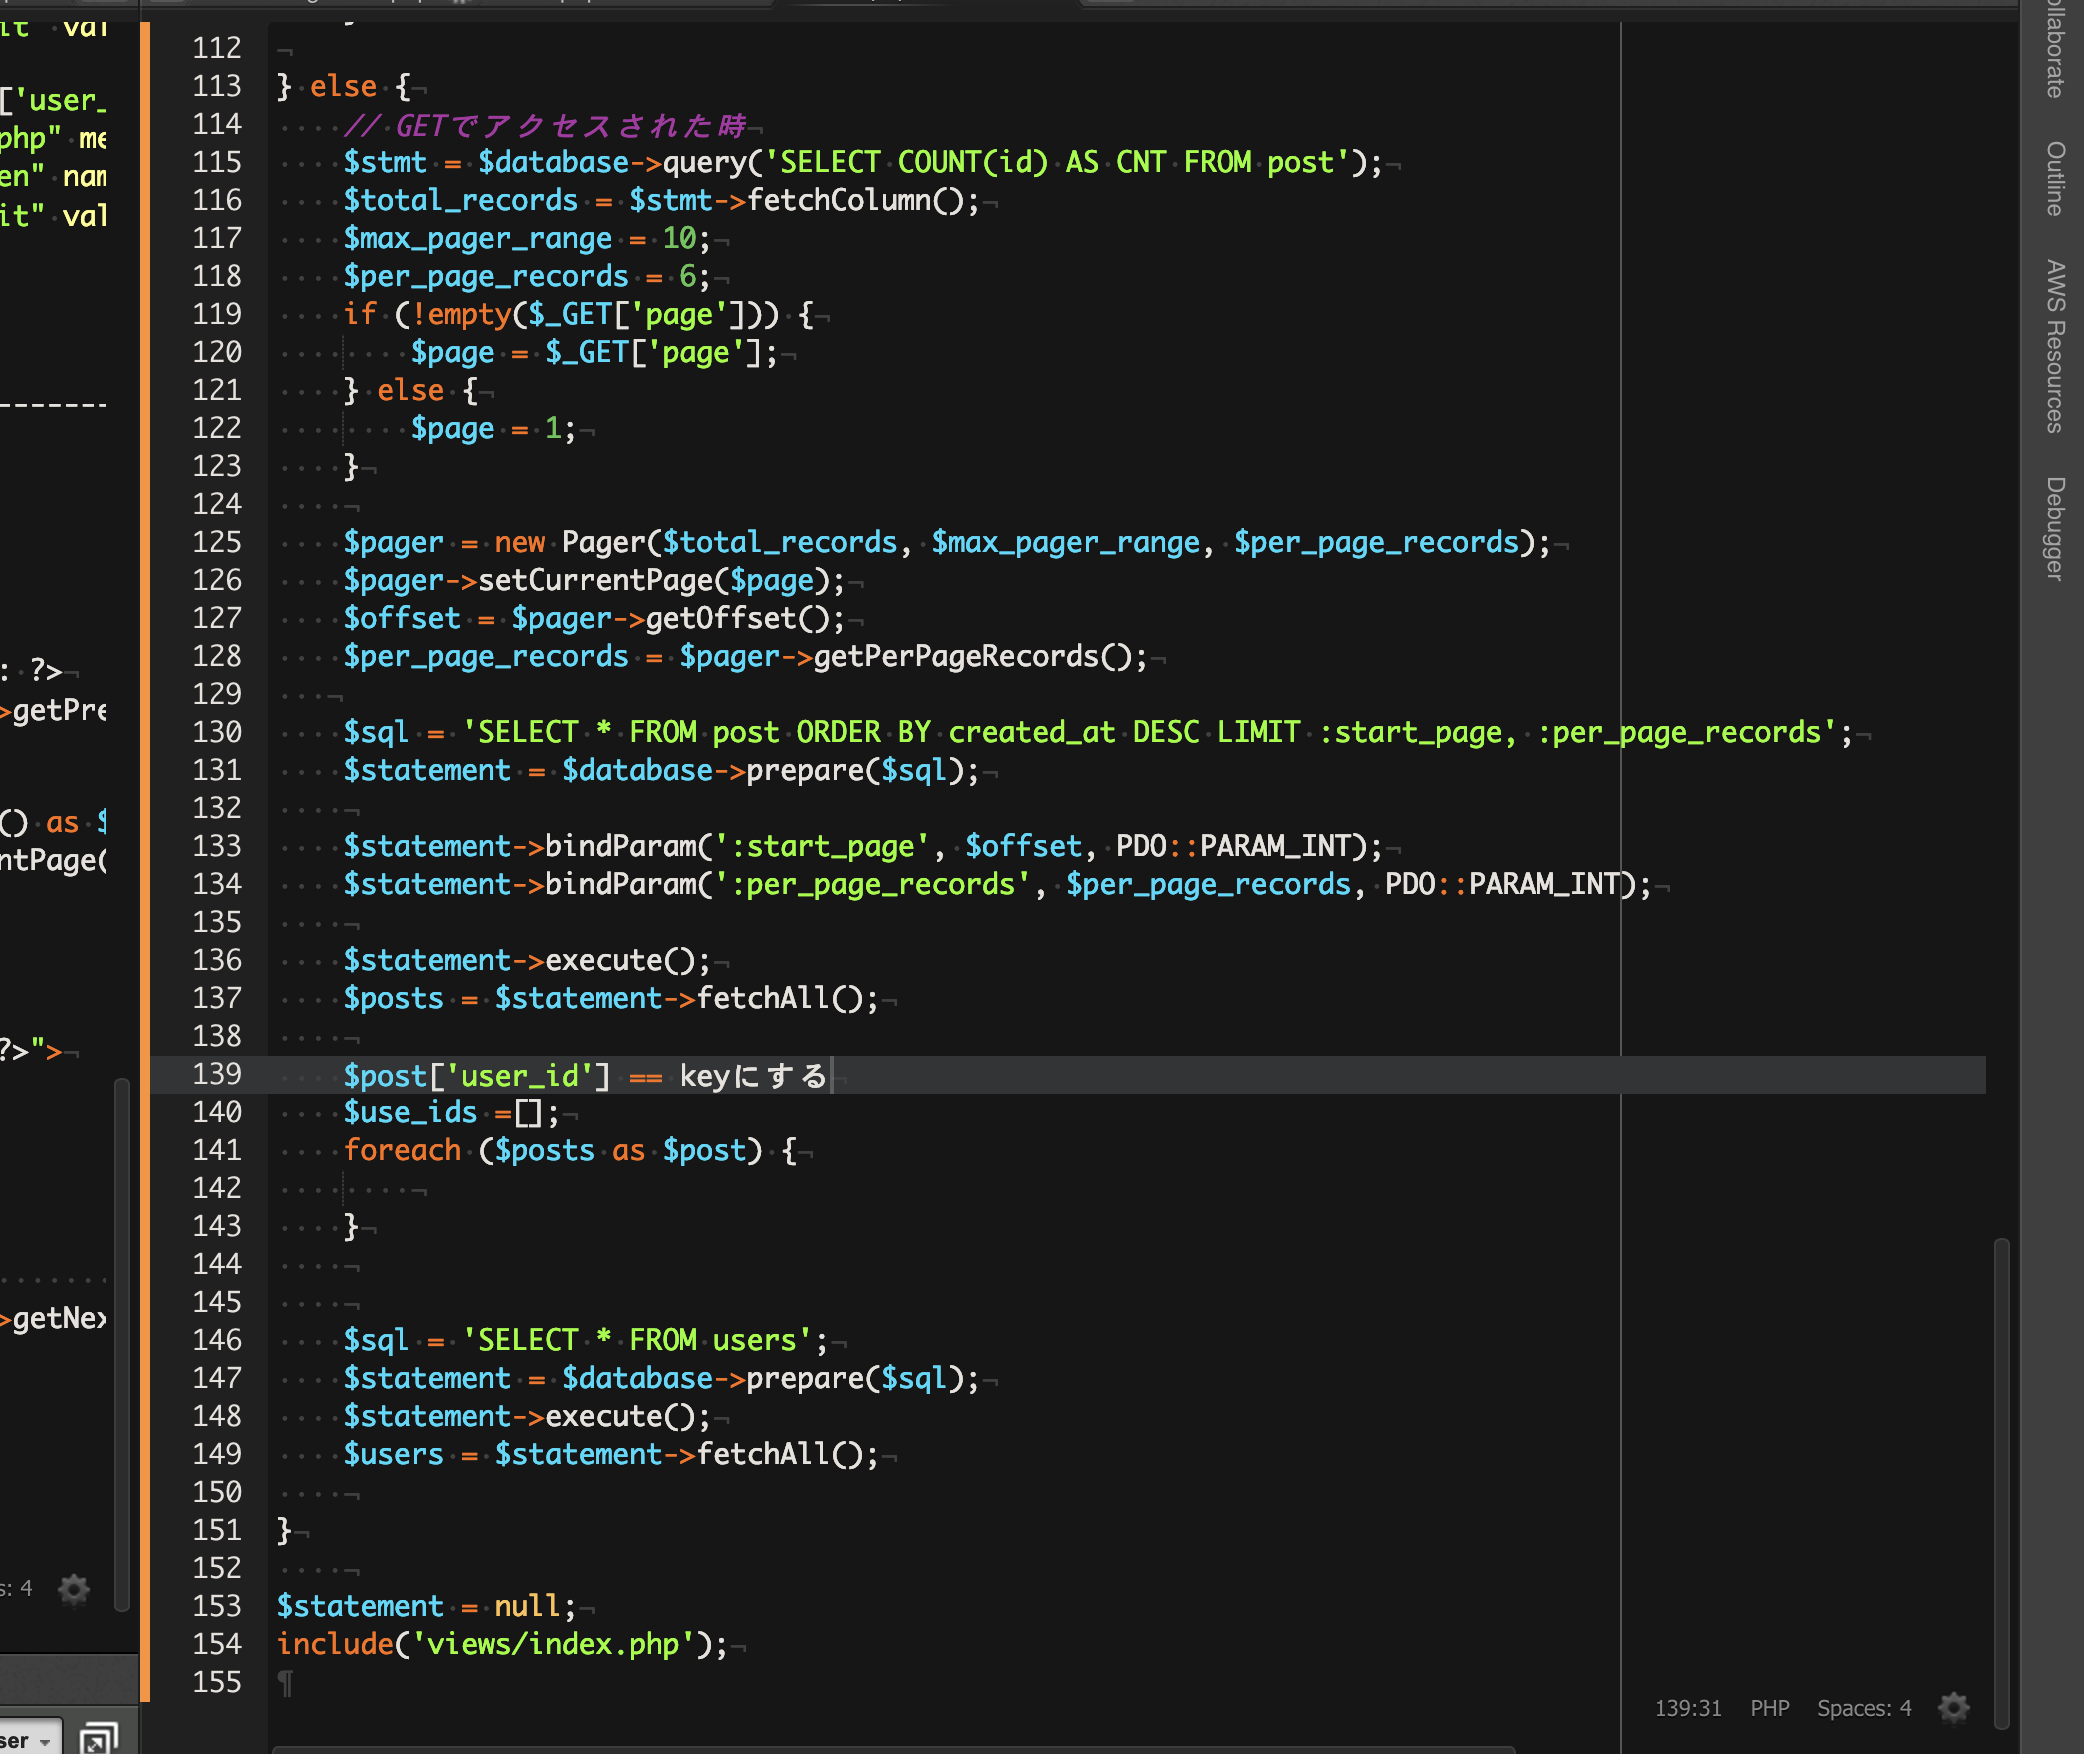 it" val
['user_
php" me
en" nam
it" val
-------
: ?>
>getPre
() as $
ntPage(
?>">
>getNex
s: 4
ser
112
113 } else {
114 // GETでアクセスされた時
115 $stmt = $database->query('SELECT COUNT(id) AS CNT FROM post');
116 $total_records = $stmt->fetchColumn();
117 $max_pager_range = 10;
118 $per_page_records = 6;
119 if (!empty($_GET['page'])) {
120 $page = $_GET['page'];
121 } else {
122 $page = 1;
123 }
124
125 $pager = new Pager($total_records, $max_pager_range, $per_page_records);
126 $pager->setCurrentPage($page);
127 $offset = $pager->getOffset();
128 $per_page_records = $pager->getPerPageRecords();
129
130 $sql = 'SELECT * FROM post ORDER BY created_at DESC LIMIT :start_page, :per_page_records';
131 $statement = $database->prepare($sql);
132
133 $statement->bindParam(':start_page', $offset, PDO::PARAM_INT);
134 $statement->bindParam(':per_page_records', $per_page_records, PDO::PARAM_INT);
135
136 $statement->execute();
137 $posts = $statement->fetchAll();
138
139 $post['user_id'] == keyにする
140 $use_ids =[];
141 foreach ($posts as $post) {
142
143 }
144
145
146 $sql = 'SELECT * FROM users';
147 $statement = $database->prepare($sql);
148 $statement->execute();
149 $users = $statement->fetchAll();
150
151 }
152
153 $statement = null;
154 include('views/index.php');
155 ¶
139:31 PHP Spaces: 4
ollaborate
Outline
AWS Resources
Debugger